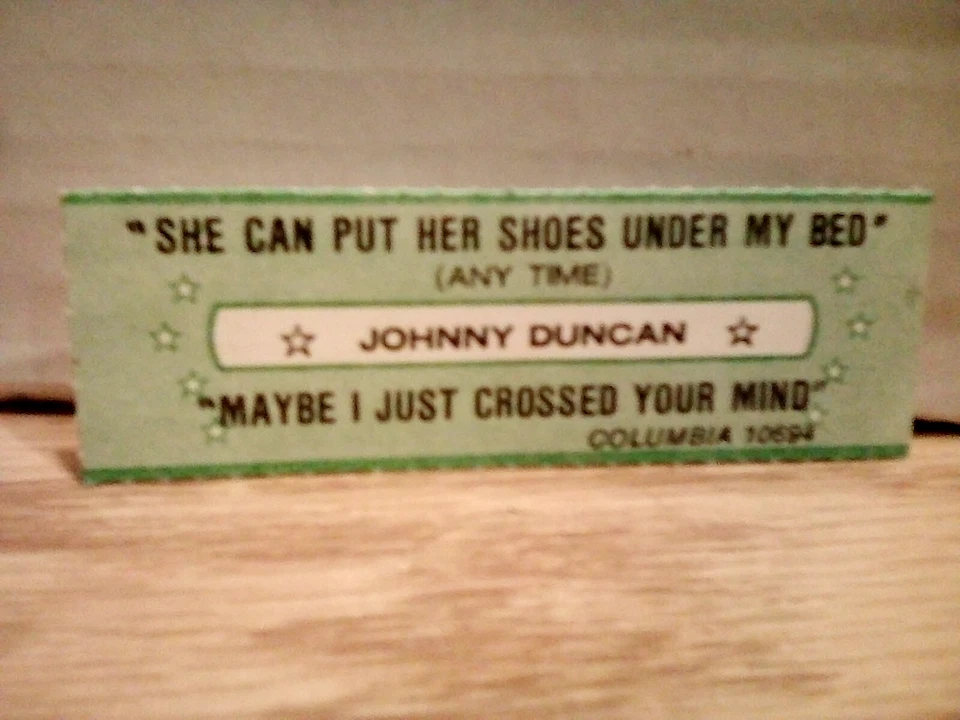 "SHE CAN PUT HER SHOES UNDER MY BED"
(ANY TIME)
JOHNNY DUNCAN
"MAYBE I JUST CROSSED YOUR MIND"
COLUMBIA 10694